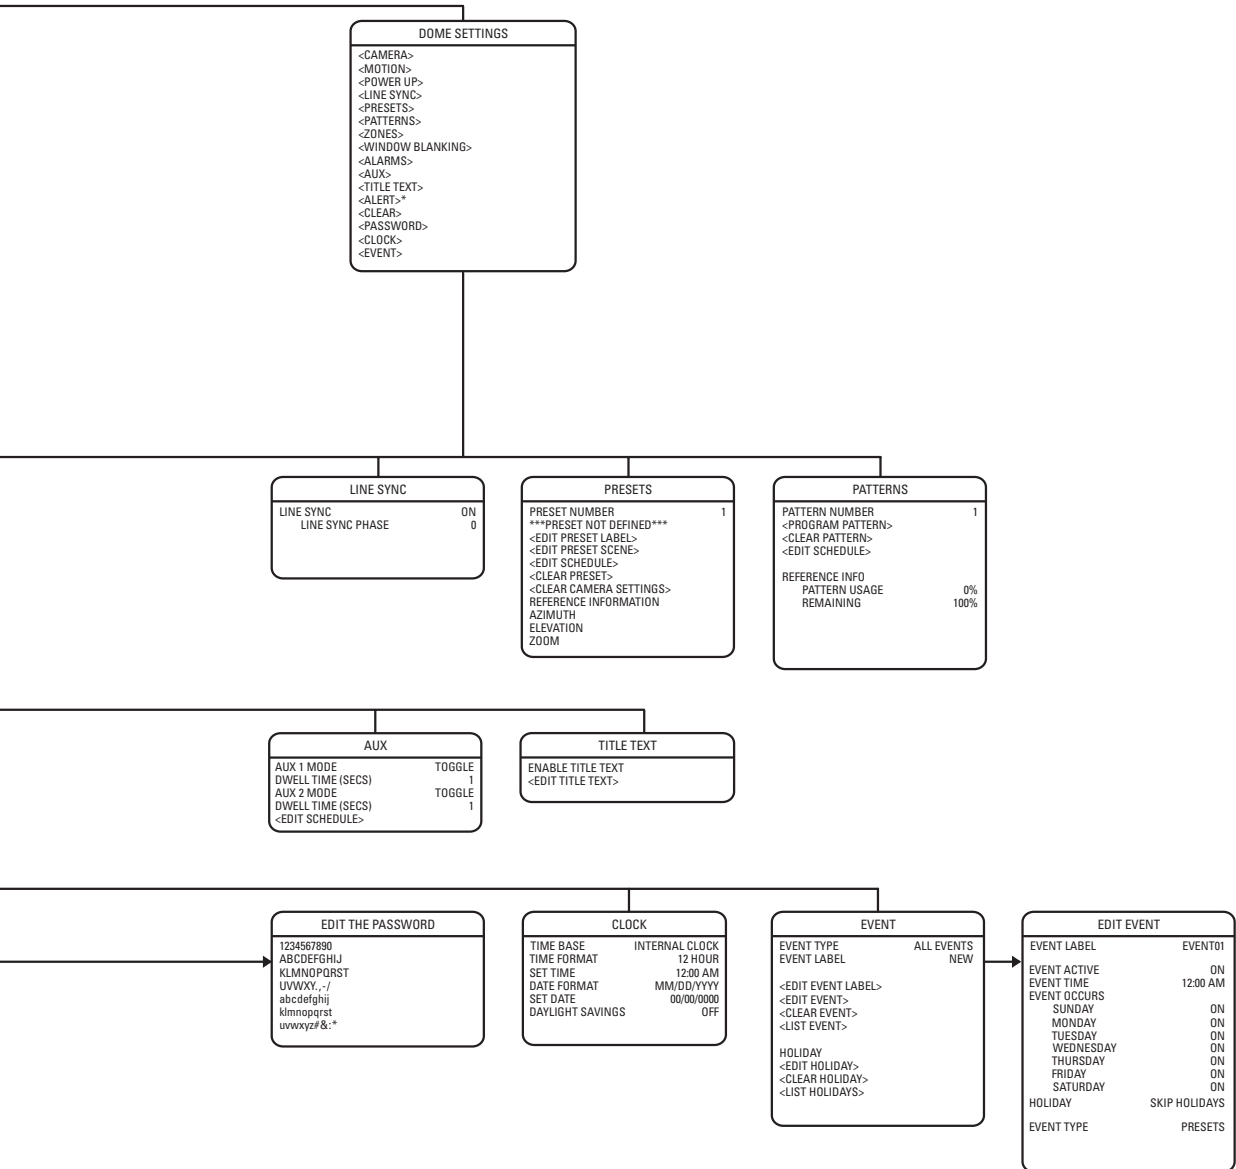 DOME SETTINGS
<CAMERA>
<MOTION>
<POWER UP>
<LINE SYNC>
<PRESETS>
<PATTERNS>
<ZONES>
<WINDOW BLANKING>
<ALARMS>
<AUX>
<TITLE TEXT>
<ALERT>*
<CLEAR>
<PASSWORD>
<CLOCK>
<EVENT>
LINE SYNC
LINE SYNC ON
LINE SYNC PHASE 0
PRESETS
PRESET NUMBER 1
***PRESET NOT DEFINED***
<EDIT PRESET LABEL>
<EDIT PRESET SCENE>
<EDIT SCHEDULE>
<CLEAR PRESET>
<CLEAR CAMERA SETTINGS>
REFERENCE INFORMATION
AZIMUTH
ELEVATION
ZOOM
PATTERNS
PATTERN NUMBER 1
<PROGRAM PATTERN>
<CLEAR PATTERN>
<EDIT SCHEDULE>
REFERENCE INFO
PATTERN USAGE 0%
REMAINING 100%
AUX
AUX 1 MODE TOGGLE
DWELL TIME (SECS) 1
AUX 2 MODE TOGGLE
DWELL TIME (SECS) 1
<EDIT SCHEDULE>
TITLE TEXT
ENABLE TITLE TEXT
<EDIT TITLE TEXT>
EDIT THE PASSWORD
1234567890
ABCDEFGHIJ
KLMNOPQRST
UVWXY.,-/
abcdefghij
klmnopqrst
uvwxyz#&:*
CLOCK
TIME BASE INTERNAL CLOCK
TIME FORMAT 12 HOUR
SET TIME 12:00 AM
DATE FORMAT MM/DD/YYYY
SET DATE 00/00/0000
DAYLIGHT SAVINGS OFF
EVENT
EVENT TYPE ALL EVENTS
EVENT LABEL NEW
<EDIT EVENT LABEL>
<EDIT EVENT>
<CLEAR EVENT>
<LIST EVENT>
HOLIDAY
<EDIT HOLIDAY>
<CLEAR HOLIDAY>
<LIST HOLIDAYS>
EDIT EVENT
EVENT LABEL EVENT01
EVENT ACTIVE ON
EVENT TIME 12:00 AM
EVENT OCCURS
SUNDAY ON
MONDAY ON
TUESDAY ON
WEDNESDAY ON
THURSDAY ON
FRIDAY ON
SATURDAY ON
HOLIDAY SKIP HOLIDAYS
EVENT TYPE PRESETS